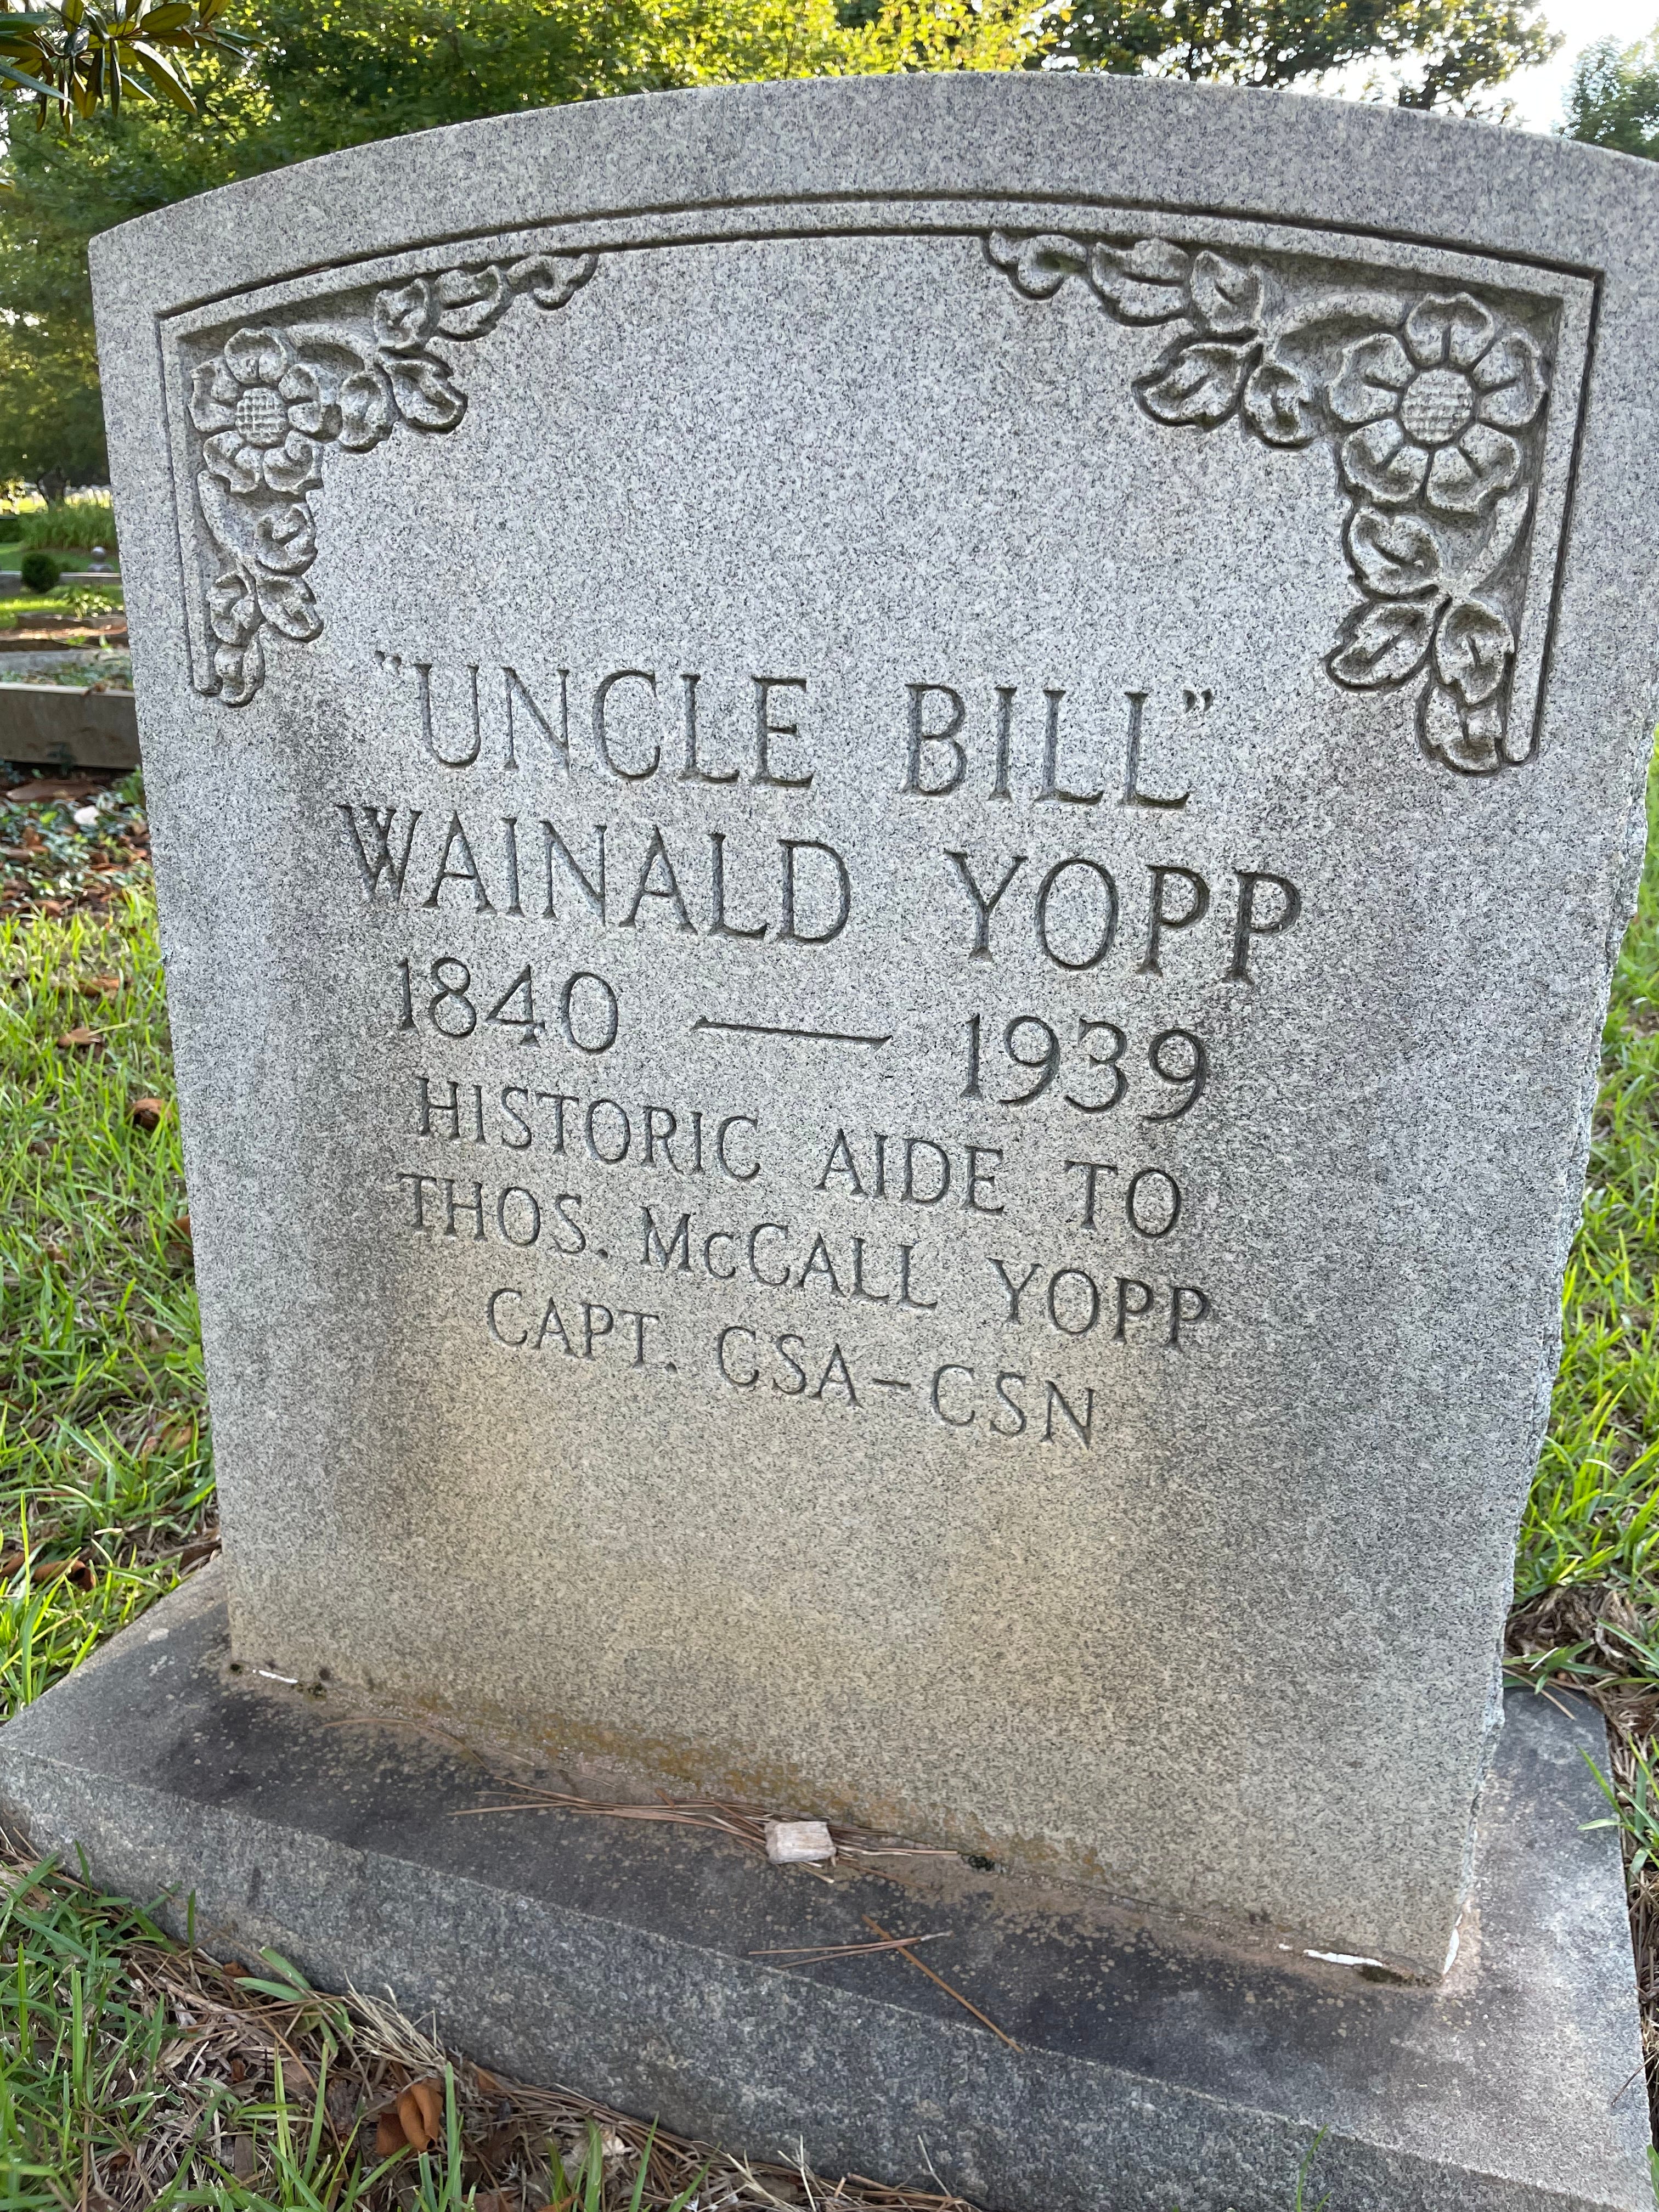 "UNCLE BILL"
WAINALD YOPP
1840 — 1939
HISTORIC AIDE TO
THOS. McCALL YOPP
CAPT. CSA-CSN